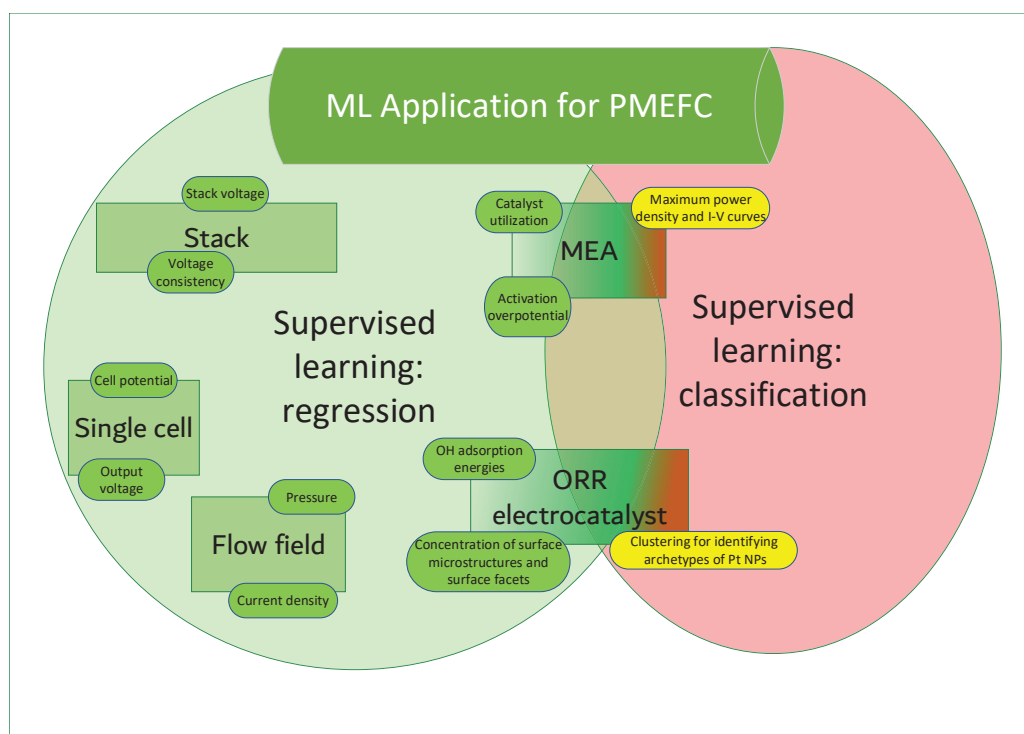 ML Application for PMEFC
Stack voltage
Stack
Voltage
consistency
Catalyst
utilization
Maximum power
density and I-V curves
MEA
Activation
overpotential
Supervised
learning:
regression
Supervised
learning:
classification
Cell potential
Single cell
Output
voltage
Pressure
Flow field
Current density
OH adsorption
energies
ORR
electrocatalyst
Concentration of surface
microstructures and
surface facets
Clustering for identifying
archetypes of Pt NPs